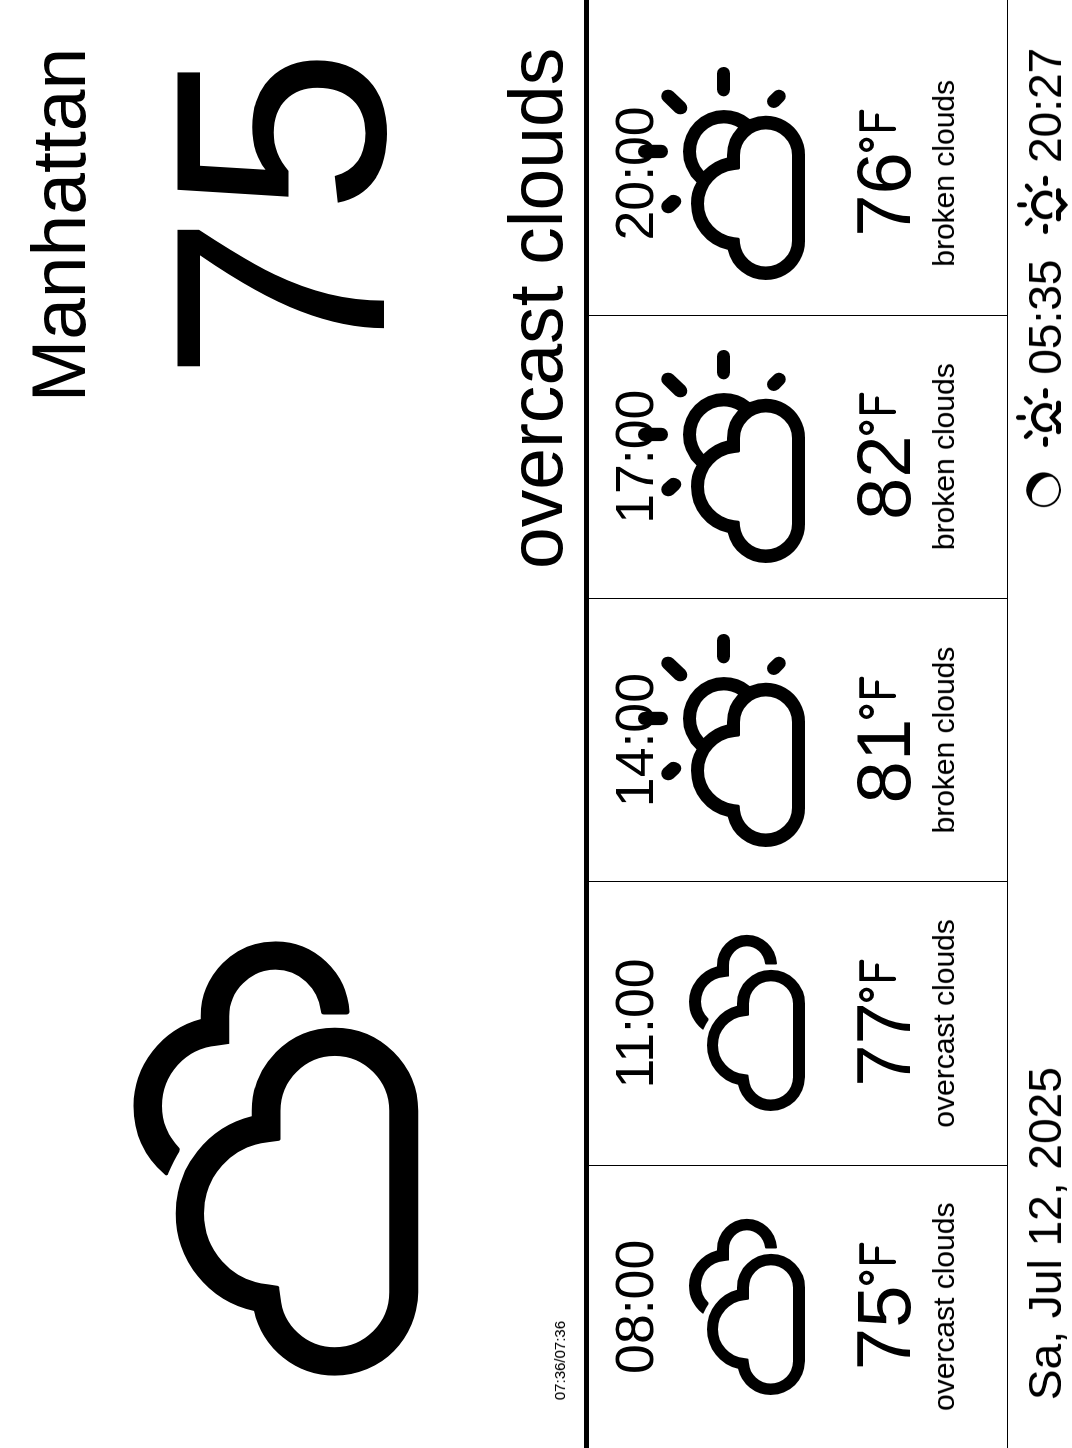 Manhattan
75
overcast clouds
07:36/07:36
08:00
75°F
overcast clouds
11:00
77°F
overcast clouds
14:00
81°F
broken clouds
17:00
82°F
broken clouds
20:00
76°F
broken clouds
Sa, Jul 12, 2025
05:35
20:27